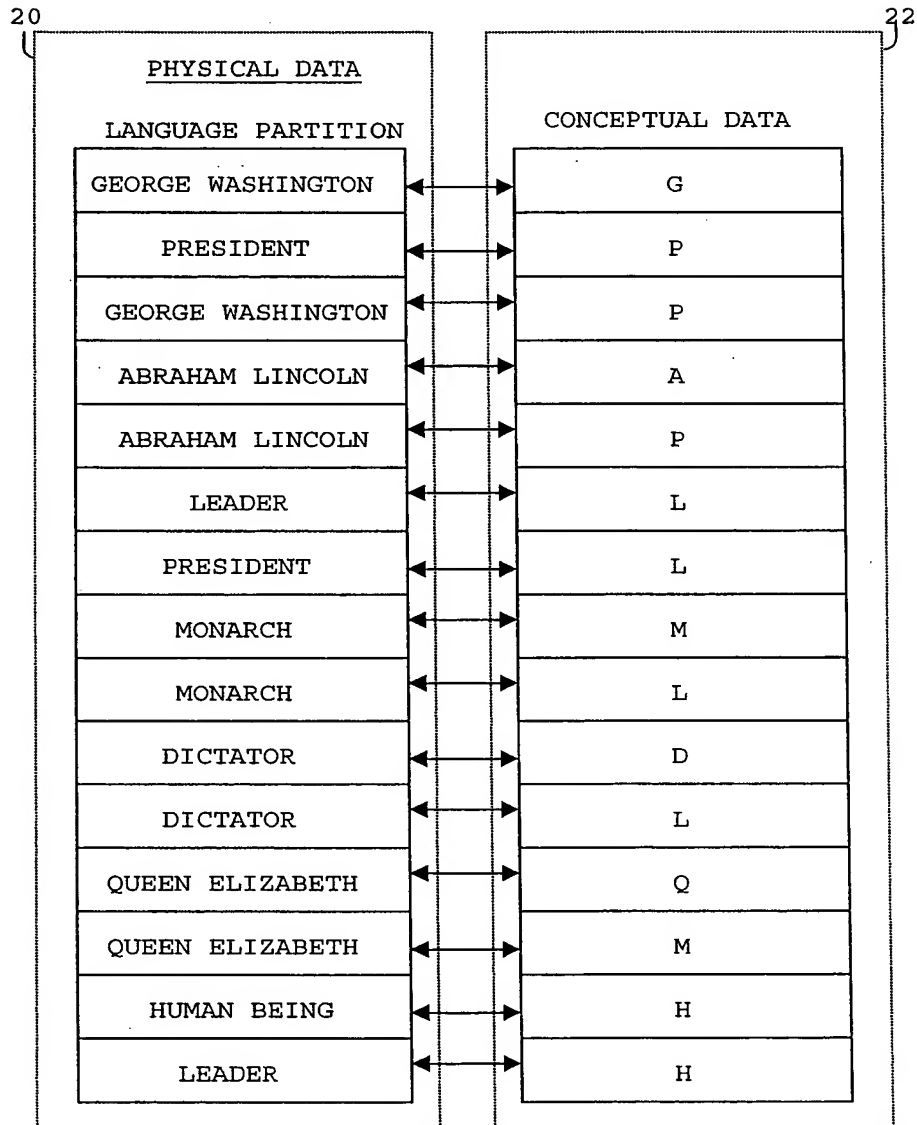 20 22
PHYSICAL DATA
LANGUAGE PARTITION CONCEPTUAL DATA
GEORGE WASHINGTON G
PRESIDENT P
GEORGE WASHINGTON P
ABRAHAM LINCOLN A
ABRAHAM LINCOLN P
LEADER L
PRESIDENT L
MONARCH M
MONARCH L
DICTATOR D
DICTATOR L
QUEEN ELIZABETH Q
QUEEN ELIZABETH M
HUMAN BEING H
LEADER H